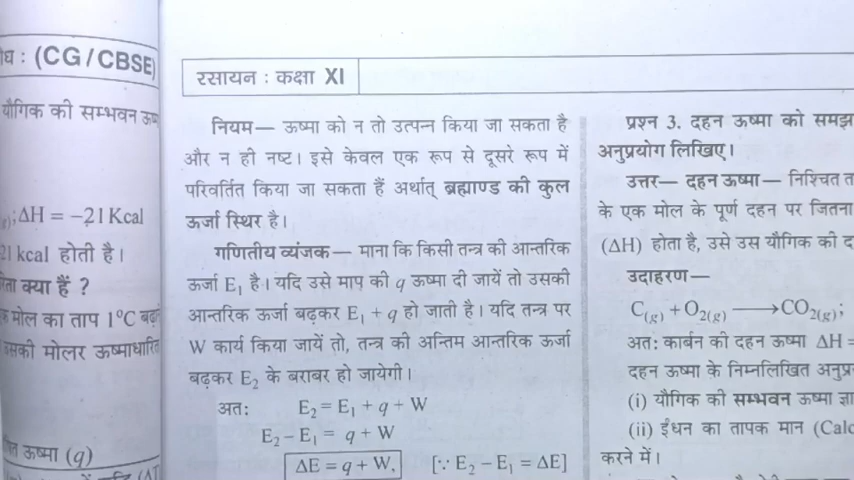 घ : (CG/CBSE)
यौगिक की सम्भवन ऊष्म
;ΔH = −21 Kcal
21 kcal होती है।
क्या हैं ?
मोल का ताप 1°C बढ़ा
उसकी मोलर ऊष्माधारित
ऊष्मा (q)
रसायन : कक्षा XI
नियम— ऊष्मा को न तो उत्पन्न किया जा सकता है
और न ही नष्ट। इसे केवल एक रूप से दूसरे रूप में
परिवर्तित किया जा सकता हैं अर्थात् ब्रह्माण्ड की कुल
ऊर्जा स्थिर है।
गणितीय व्यंजक— माना कि किसी तन्त्र की आन्तरिक
ऊर्जा E₁ है। यदि उसे माप की q ऊष्मा दी जायें तो उसकी
आन्तरिक ऊर्जा बढ़कर E₁ + q हो जाती है। यदि तन्त्र पर
W कार्य किया जायें तो, तन्त्र की अन्तिम आन्तरिक ऊर्जा
बढ़कर E₂ के बराबर हो जायेगी।
अतः E₂ = E₁ + q + W
E₂ − E₁ = q + W
ΔE = q + W, [∵ E₂ − E₁ = ΔE]
प्रश्न 3. दहन ऊष्मा को समझ
अनुप्रयोग लिखिए।
उत्तर— दहन ऊष्मा— निश्चित त
के एक मोल के पूर्ण दहन पर जितना
(ΔH) होता है, उसे उस यौगिक की द
उदाहरण—
C(g) + O₂(g) ⟶ CO₂(g);
अतः कार्बन की दहन ऊष्मा ΔH =
दहन ऊष्मा के निम्नलिखित अनुप्र
(i) यौगिक की सम्भवन ऊष्मा ज्ञा
(ii) ईंधन का तापक मान (Calo
करने में।